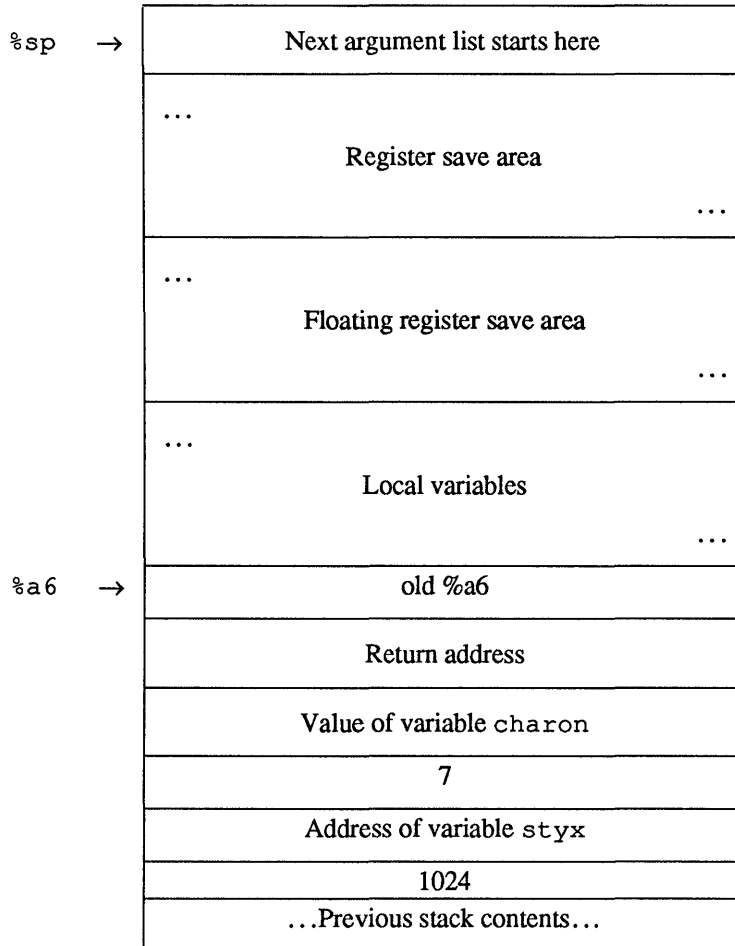 %sp → Next argument list starts here
...
Register save area
...
...
Floating register save area
...
...
Local variables
...
%a6 → old %a6
Return address
Value of variable charon
7
Address of variable styx
1024
...Previous stack contents...